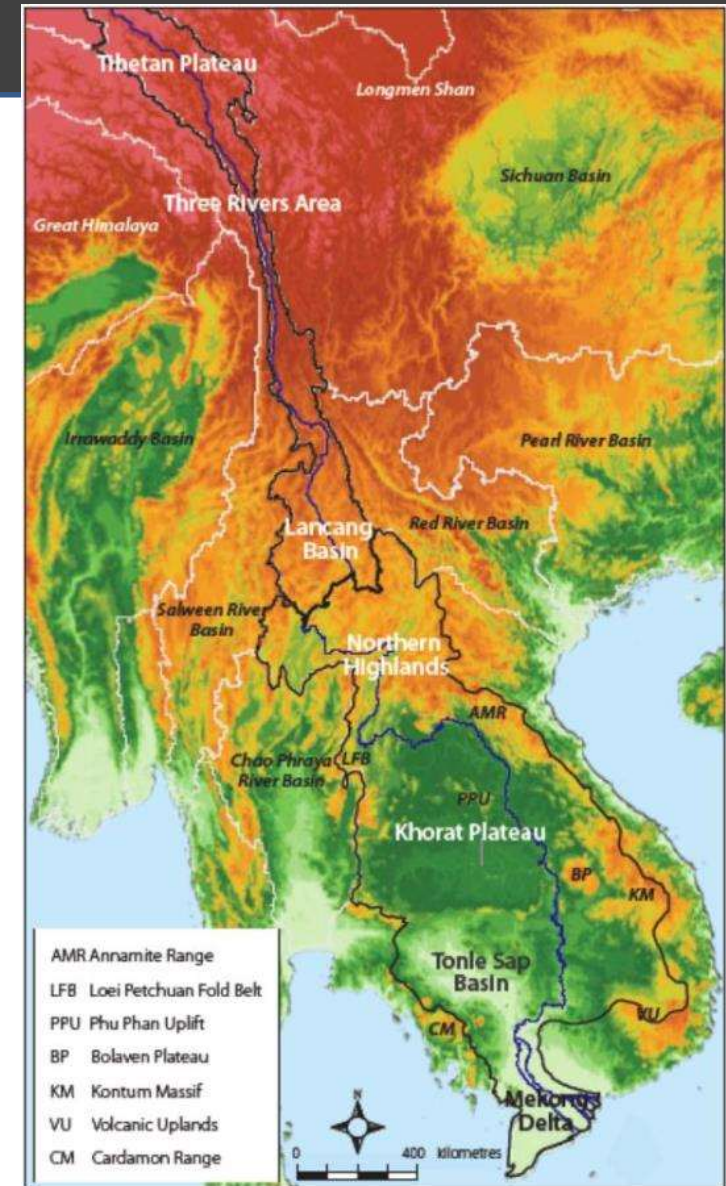 Tibetan Plateau
Longmen Shan
Sichuan Basin
Three Rivers Area
Great Himalaya
Irrawaddy Basin
Pearl River Basin
Lancang
Basin
Red River Basin
Salween River
Basin
Northern
Highlands
AMR
Chao Phraya
River Basin
LFB
PPU
Khorat Plateau
BP
KM
Tonle Sap
Basin
VU
CM
Mekong
Delta
AMR Annamite Range
LFB Loei Petchuan Fold Belt
PPU Phu Phan Uplift
BP Bolaven Plateau
KM Kontum Massif
VU Volcanic Uplands
CM Cardamon Range
N
0 400 kilometres